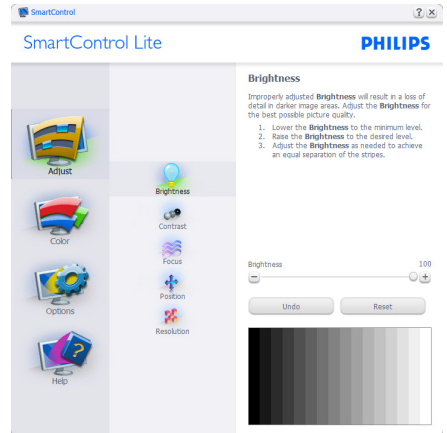 SmartControl
SmartControl Lite
PHILIPS
Adjust
Color
Options
Help
Brightness
Contrast
Focus
Position
Resolution
Brightness
Improperly adjusted Brightness will result in a loss of
detail in darker image areas. Adjust the Brightness for
the best possible picture quality.
1. Lower the Brightness to the minimum level.
2. Raise the Brightness to the desired level.
3. Adjust the Brightness as needed to achieve
an equal separation of the stripes.
Brightness 100
Undo Reset